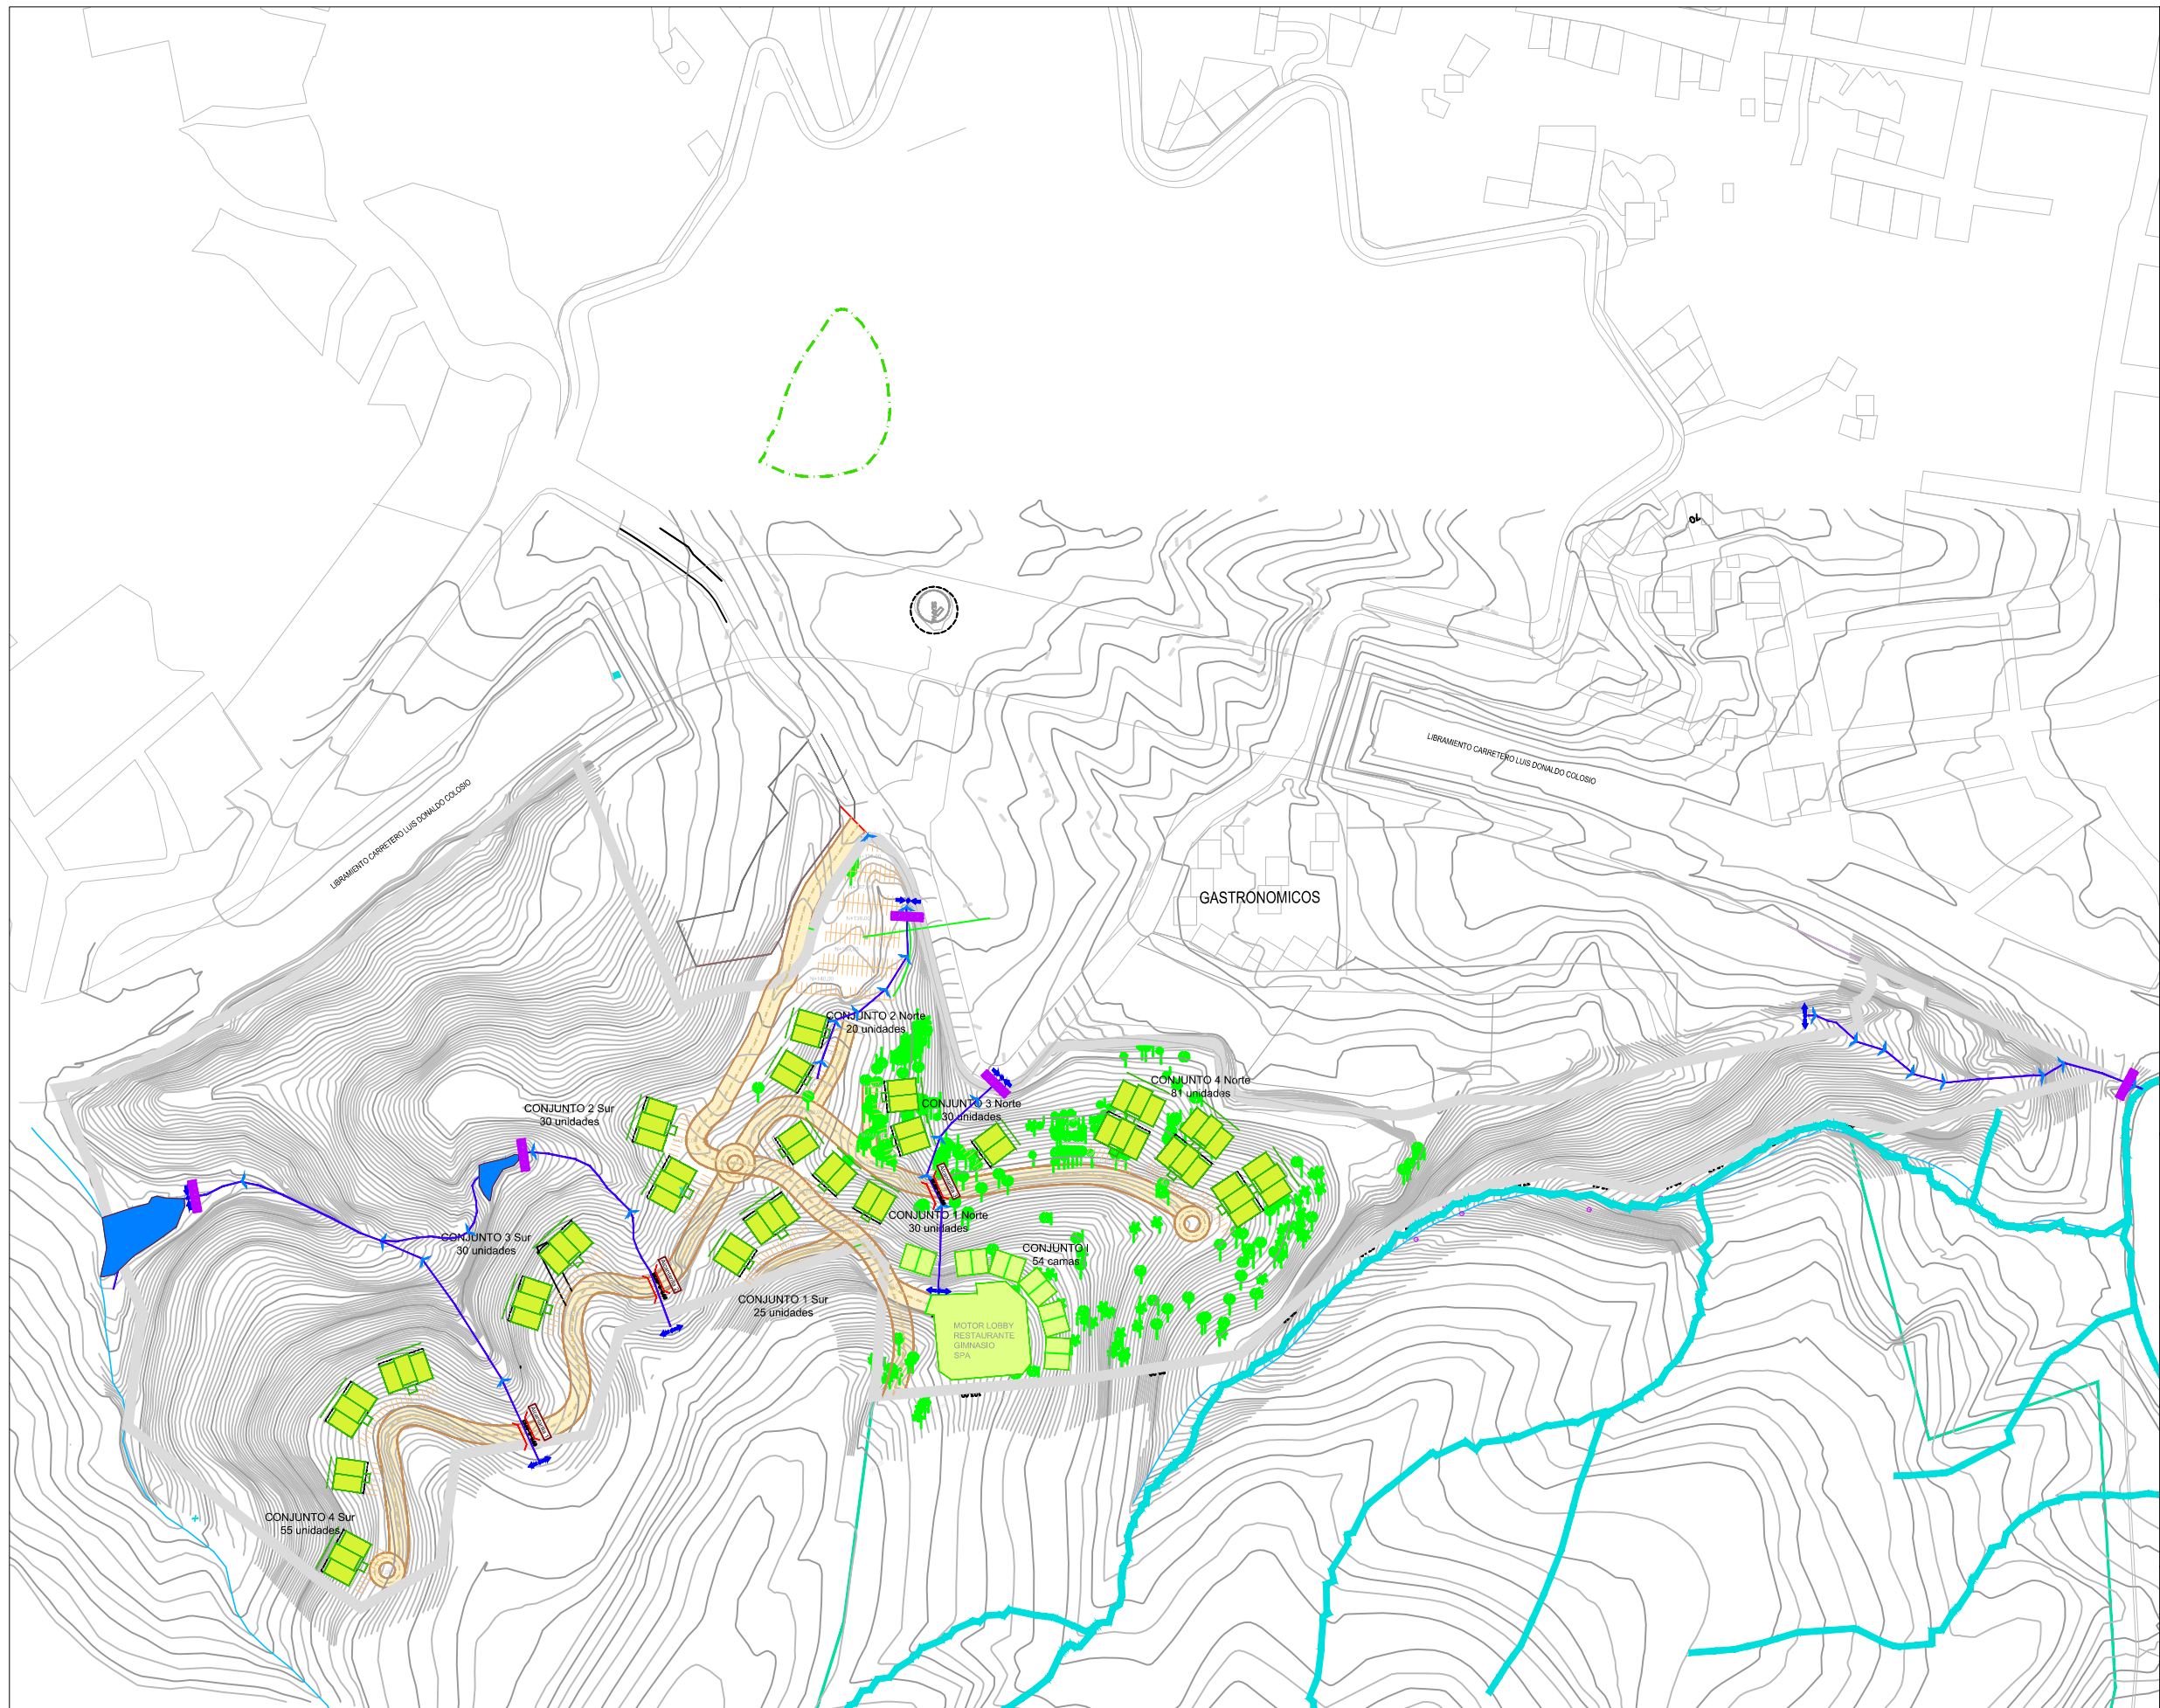 70
LIBRAMIENTO CARRETERO LUIS DONALDO COLOSIO
LIBRAMIENTO CARRETERO LUIS DONALDO COLOSIO
GASTRONOMICOS
CONJUNTO 2 Norte
20 unidades
CONJUNTO 4 Norte
81 unidades
CONJUNTO 3 Norte
30 unidades
CONJUNTO 2 Sur
30 unidades
CONJUNTO 1 Norte
30 unidades
CONJUNTO 3 Sur
30 unidades
CONJUNTO I
54 camas
CONJUNTO 1 Sur
25 unidades
MOTOR LOBBY
RESTAURANTE
GIMNASIO
SPA
CONJUNTO 4 Sur
55 unidades